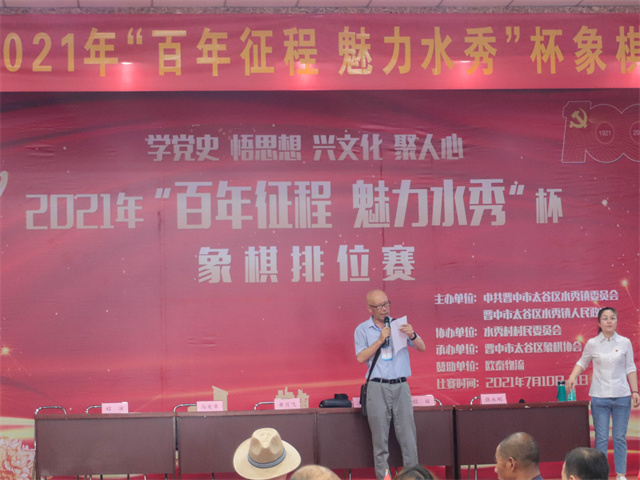 2021年“百年征程 魅力水秀”杯象棋
学党史 悟思想 兴文化 聚人心
1921
2021年“百年征程 魅力水秀“杯
象棋排位赛
主办单位：中共晋中市太谷区水秀镇委员会
晋中市太谷区水秀镇人民政
协办单位：水秀村村民委员会
承办单位：晋中市太谷区象棋协会
赞助单位：欧泰物流
比赛时间：2021年7月10日